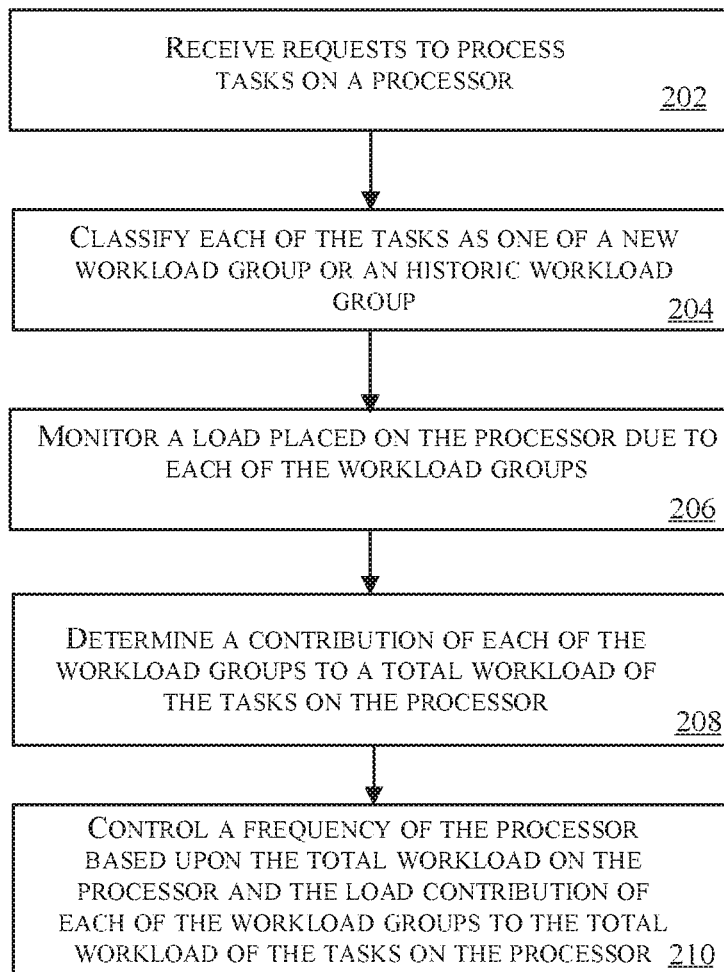 RECEIVE REQUESTS TO PROCESS
TASKS ON A PROCESSOR
202
CLASSIFY EACH OF THE TASKS AS ONE OF A NEW
WORKLOAD GROUP OR AN HISTORIC WORKLOAD
GROUP
204
MONITOR A LOAD PLACED ON THE PROCESSOR DUE TO
EACH OF THE WORKLOAD GROUPS
206
DETERMINE A CONTRIBUTION OF EACH OF THE
WORKLOAD GROUPS TO A TOTAL WORKLOAD OF
THE TASKS ON THE PROCESSOR
208
CONTROL A FREQUENCY OF THE PROCESSOR
BASED UPON THE TOTAL WORKLOAD ON THE
PROCESSOR AND THE LOAD CONTRIBUTION OF
EACH OF THE WORKLOAD GROUPS TO THE TOTAL
WORKLOAD OF THE TASKS ON THE PROCESSOR 210